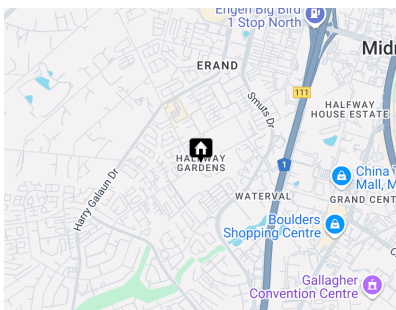 Engen Big Bird
1 Stop North
Midr
ERAND
111
Smuts Dr
HALFWAY
HOUSE ESTATE
HALFWAY
GARDENS
1
China
Mall, M
Harry Galaun Dr
WATERVAL
GRAND CENT
Boulders
Shopping Centre
Gallagher
Convention Centre